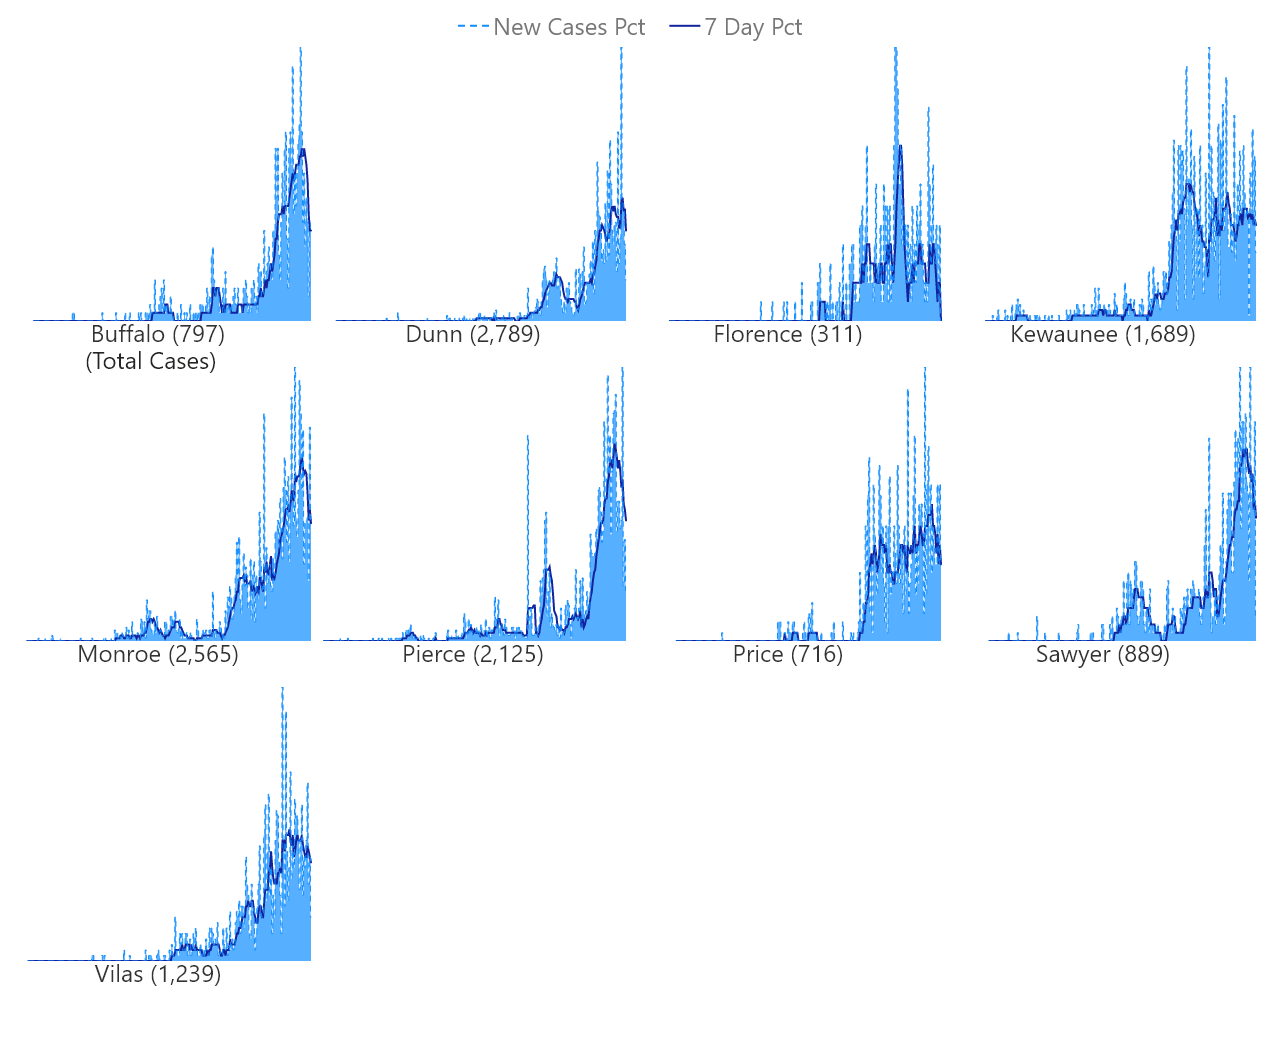 New Cases Pct 7 Day Pct
Buffalo (797) Dunn (2,789) Florence (311) Kewaunee (1,689)
(Total Cases)
Monroe (2,565) Pierce (2,125) Price (716) Sawyer (889)
Vilas (1,239)